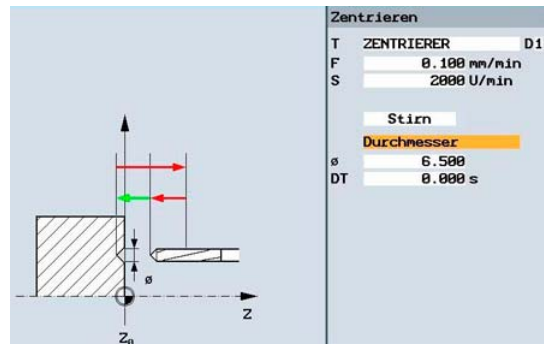 Zentrieren
T ZENTRIERER D1
F 0.100 mm/min
S 2000 U/min
Stirn
Durchmesser
ø 6.500
DT 0.000 s
ø
Z
Z₀